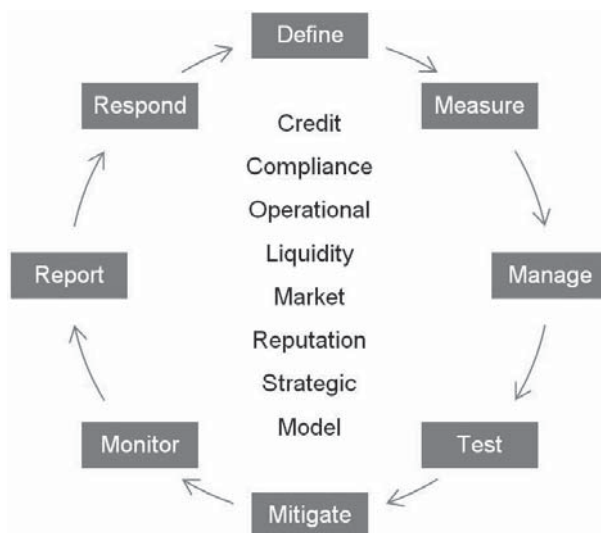 Define
Respond
Measure
Credit
Compliance
Operational
Liquidity
Report
Manage
Market
Reputation
Strategic
Model
Monitor
Test
Mitigate